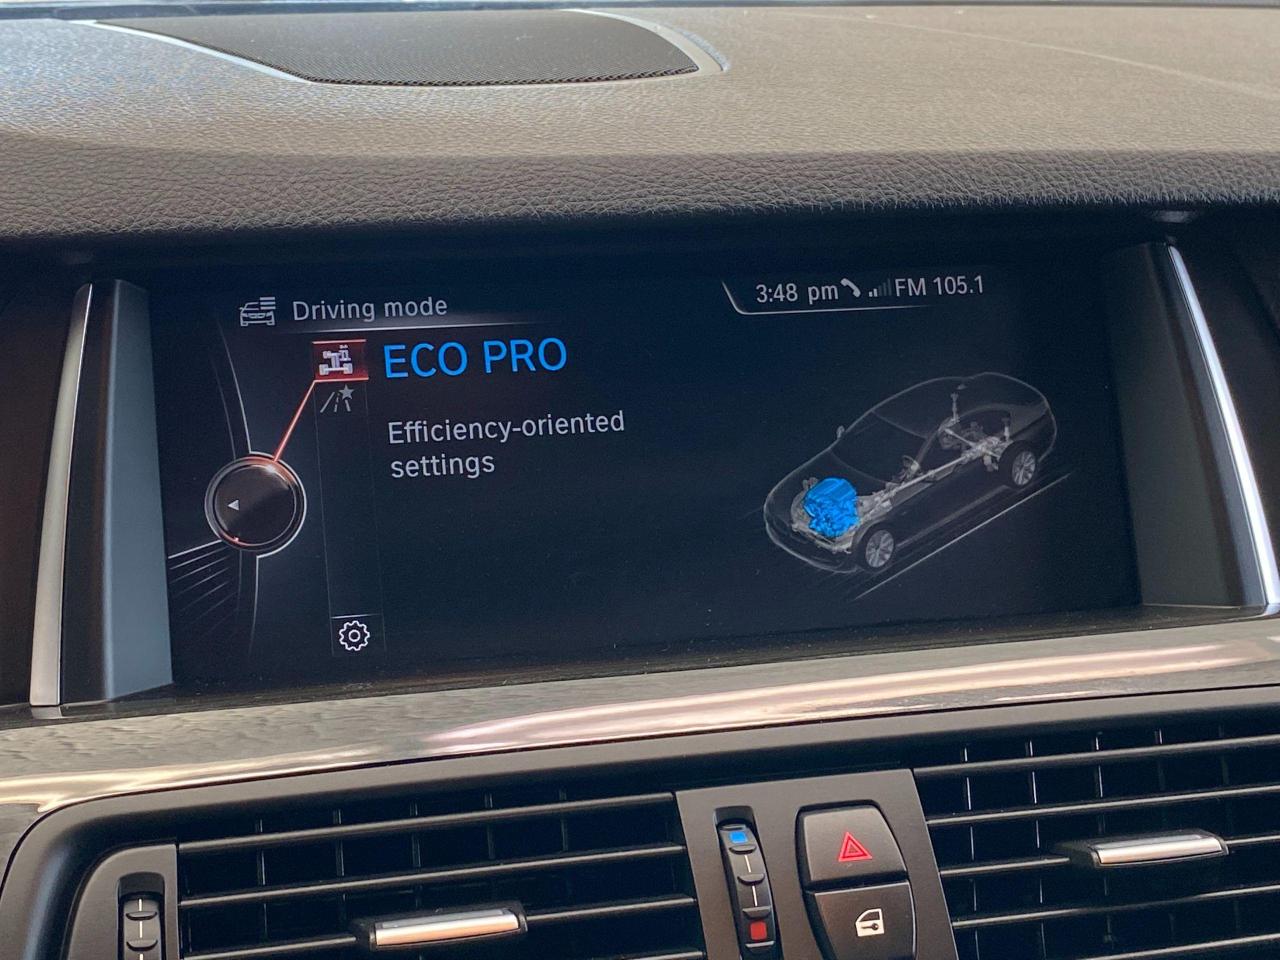 Driving mode
3:48 pm FM 105.1
ECO PRO
Efficiency-oriented
settings